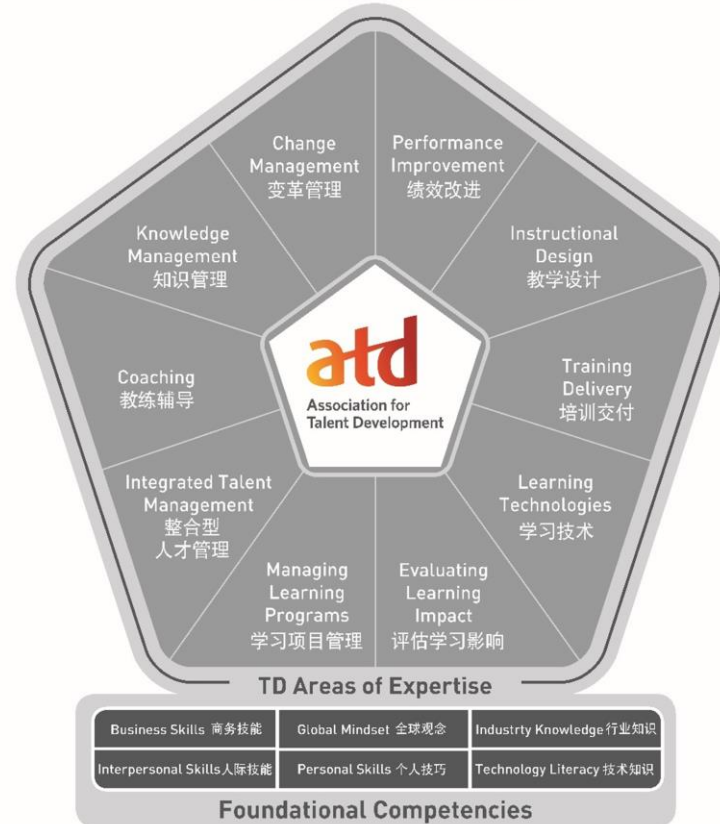 Change
Management
变革管理
Performance
Improvement
绩效改进
Knowledge
Management
知识管理
Instructional
Design
教学设计
Coaching
教练辅导
atd
Association for
Talent Development
Training
Delivery
培训交付
Integrated Talent
Management
整合型
人才管理
Learning
Technologies
学习技术
Managing
Learning
Programs
学习项目管理
Evaluating
Learning
Impact
评估学习影响
TD Areas of Expertise
Business Skills 商务技能
Global Mindset 全球观念
Industrty Knowledge 行业知识
Interpersonal Skills 人际技能
Personal Skills 个人技巧
Technology Literacy 技术知识
Foundational Competencies